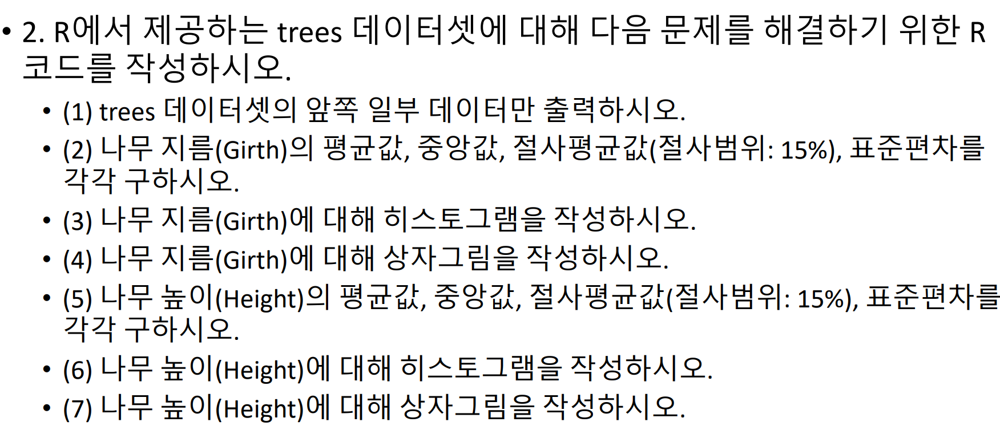 • 2. R에서 제공하는 trees 데이터셋에 대해 다음 문제를 해결하기 위한 R
코드를 작성하시오.
• (1) trees 데이터셋의 앞쪽 일부 데이터만 출력하시오.
• (2) 나무 지름(Girth)의 평균값, 중앙값, 절사평균값(절사범위: 15%), 표준편차를
각각 구하시오.
• (3) 나무 지름(Girth)에 대해 히스토그램을 작성하시오.
• (4) 나무 지름(Girth)에 대해 상자그림을 작성하시오.
• (5) 나무 높이(Height)의 평균값, 중앙값, 절사평균값(절사범위: 15%), 표준편차를
각각 구하시오.
• (6) 나무 높이(Height)에 대해 히스토그램을 작성하시오.
• (7) 나무 높이(Height)에 대해 상자그림을 작성하시오.